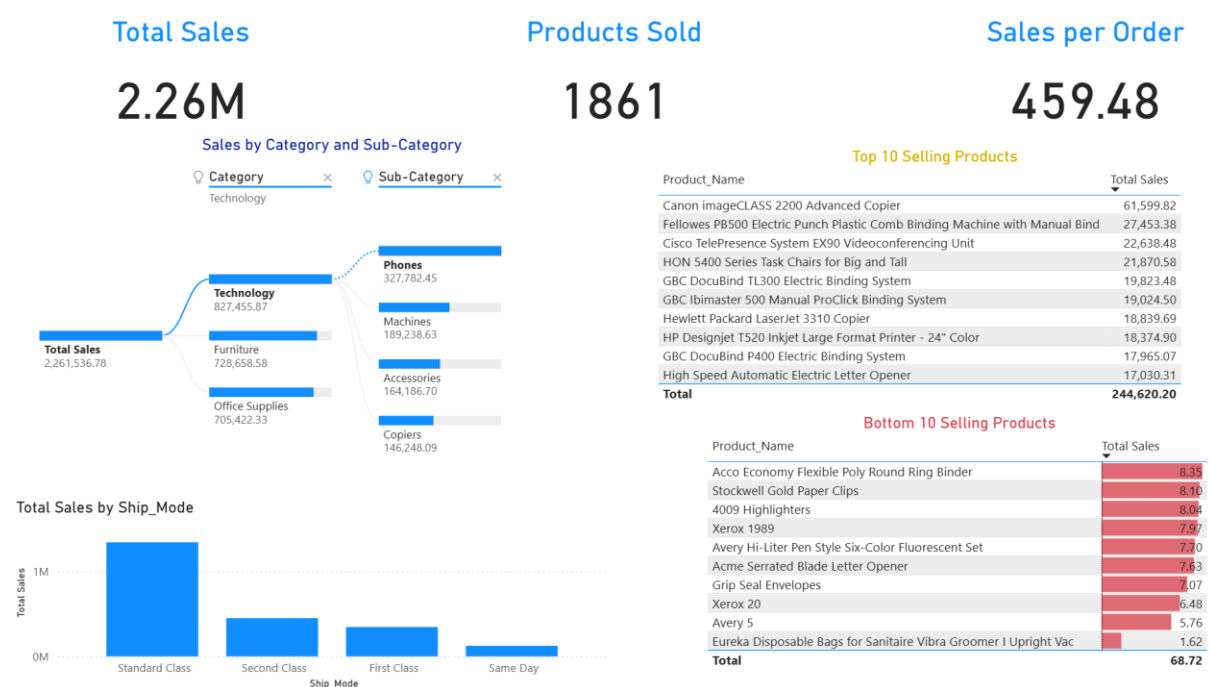 Total Sales
Products Sold
Sales per Order
2.26M
1861
459.48
Sales by Category and Sub-Category
Category
Sub-Category
Technology
Phones
327,782.45
Technology
827,455.87
Machines
189,238.63
Total Sales
2,261,536.78
Furniture
728,658.58
Accessories
164,186.70
Office Supplies
705,422.33
Copiers
146,248.09
Top 10 Selling Products
Product_Name Total Sales
Canon imageCLASS 2200 Advanced Copier 61,599.82
Fellowes PB500 Electric Punch Plastic Comb Binding Machine with Manual Bind 27,453.38
Cisco TelePresence System EX90 Videoconferencing Unit 22,638.48
HON 5400 Series Task Chairs for Big and Tall 21,870.58
GBC DocuBind TL300 Electric Binding System 19,823.48
GBC Ibimaster 500 Manual ProClick Binding System 19,024.50
Hewlett Packard LaserJet 3310 Copier 18,839.69
HP Designjet T520 Inkjet Large Format Printer - 24" Color 18,374.90
GBC DocuBind P400 Electric Binding System 17,965.07
High Speed Automatic Electric Letter Opener 17,030.31
Total 244,620.20
Bottom 10 Selling Products
Product_Name Total Sales
Acco Economy Flexible Poly Round Ring Binder 8.35
Stockwell Gold Paper Clips 8.10
4009 Highlighters 8.04
Xerox 1989 7.97
Avery Hi-Liter Pen Style Six-Color Fluorescent Set 7.70
Acme Serrated Blade Letter Opener 7.63
Grip Seal Envelopes 7.07
Xerox 20 6.48
Avery 5 5.76
Eureka Disposable Bags for Sanitaire Vibra Groomer I Upright Vac 1.62
Total 68.72
Total Sales by Ship_Mode
Total Sales
1M
0M
Standard Class Second Class First Class Same Day
Ship_Mode